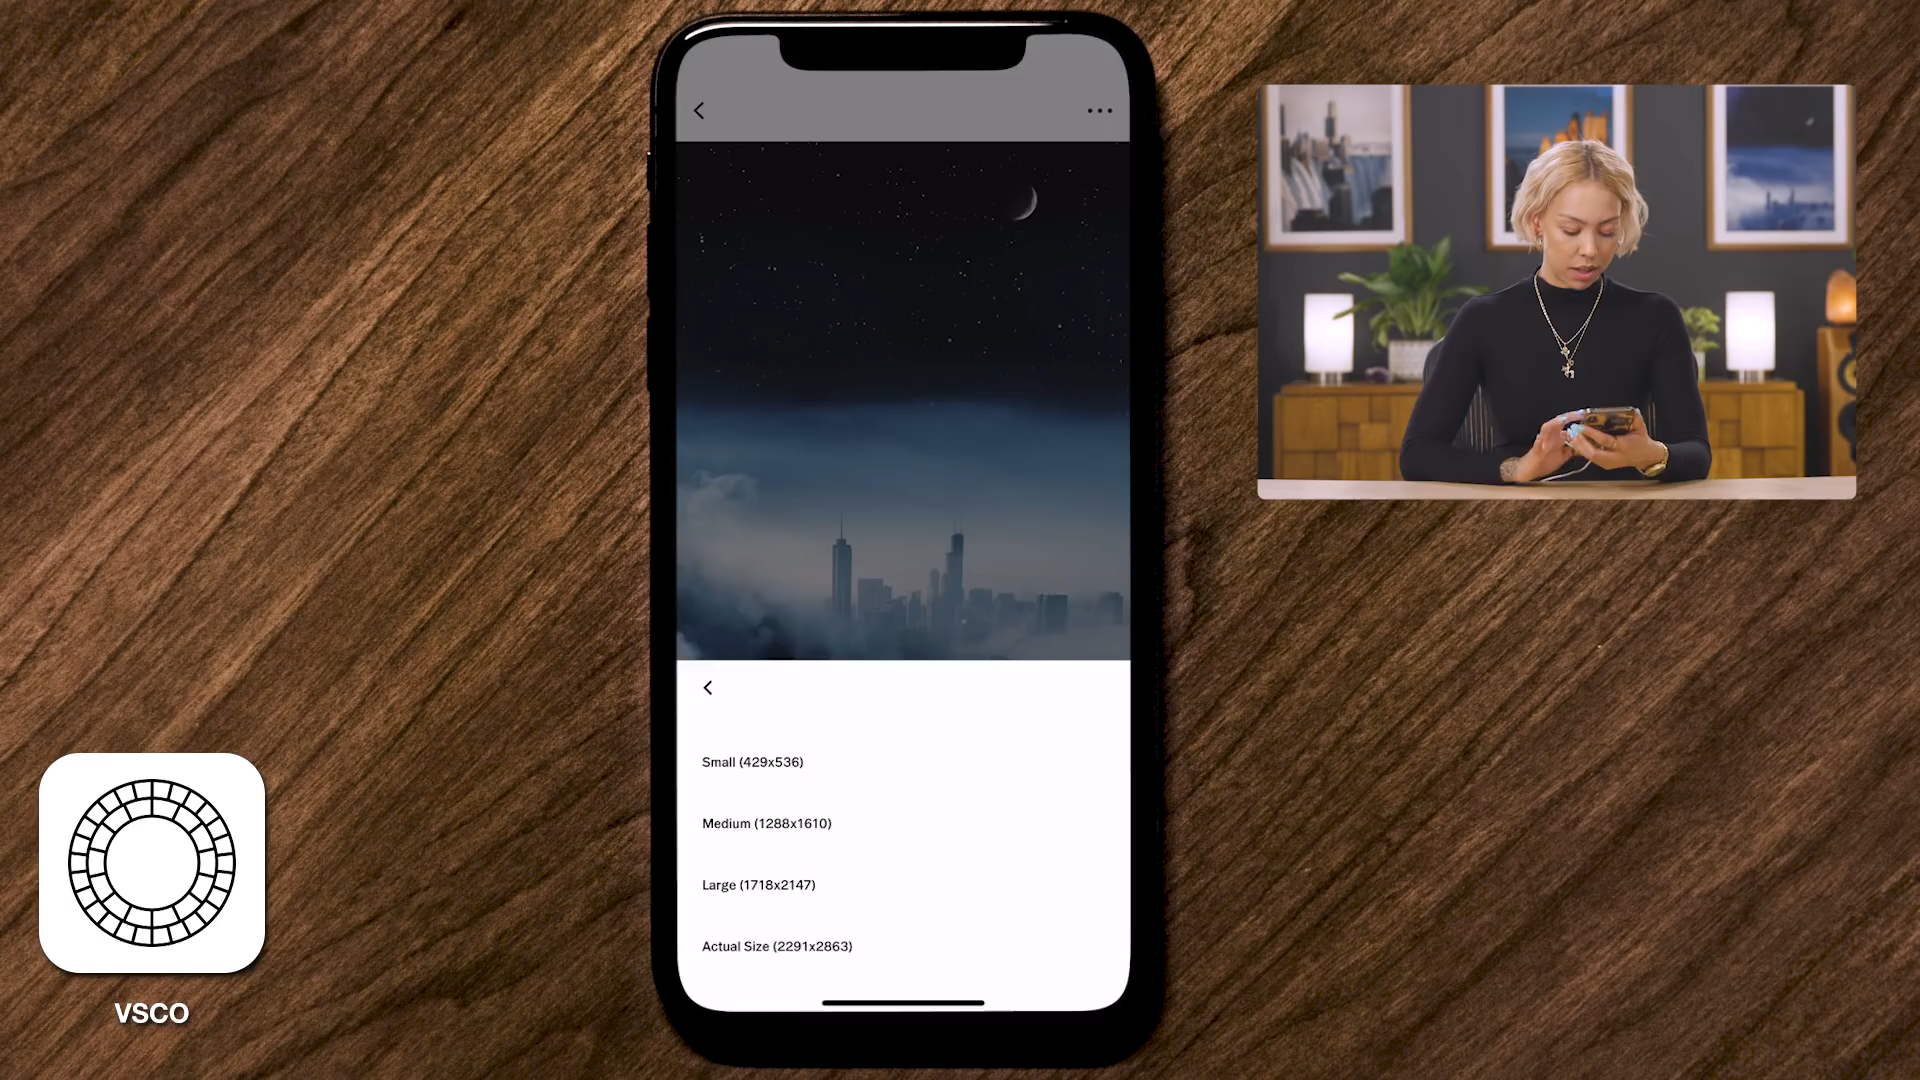 Small (429x536)
Medium (1288x1610)
Large (1718x2147)
Actual Size (2291x2863)
VSCO